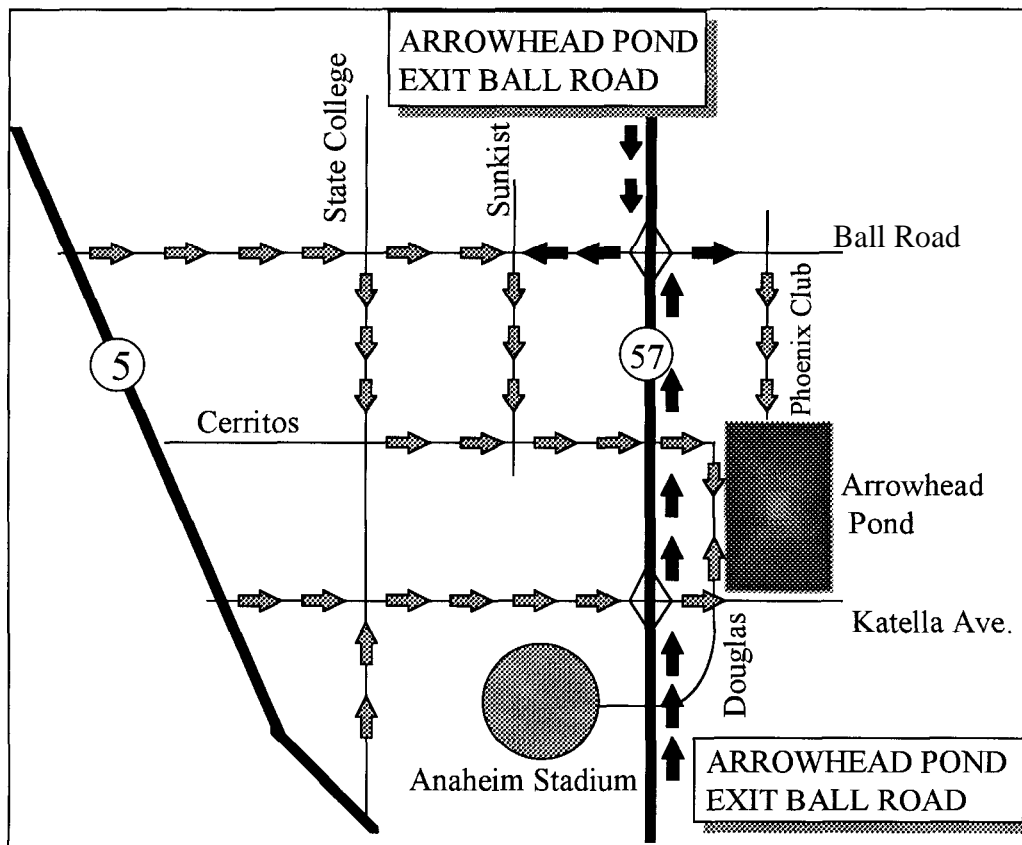 ARROWHEAD POND
EXIT BALL ROAD
State College
Sunkist
Ball Road
Phoenix Club
5
57
Cerritos
Arrowhead
Pond
Katella Ave.
Douglas
Anaheim Stadium
ARROWHEAD POND
EXIT BALL ROAD